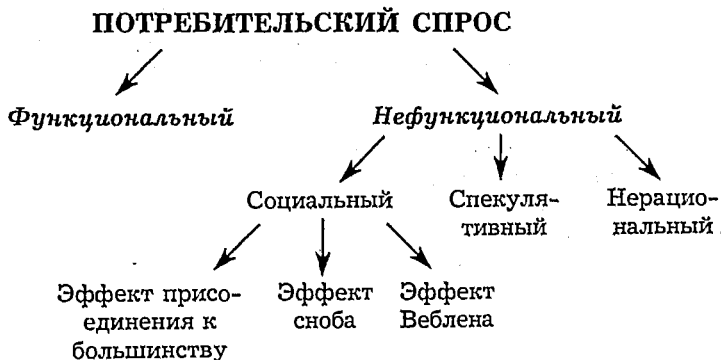 ПОТРЕБИТЕЛЬСКИЙ СПРОС
Функциональный
Нефункциональный
Социальный
Спекуля-
тивный
Нерацио-
нальный
Эффект присо-
единения к
большинству
Эффект
сноба
Эффект
Веблена